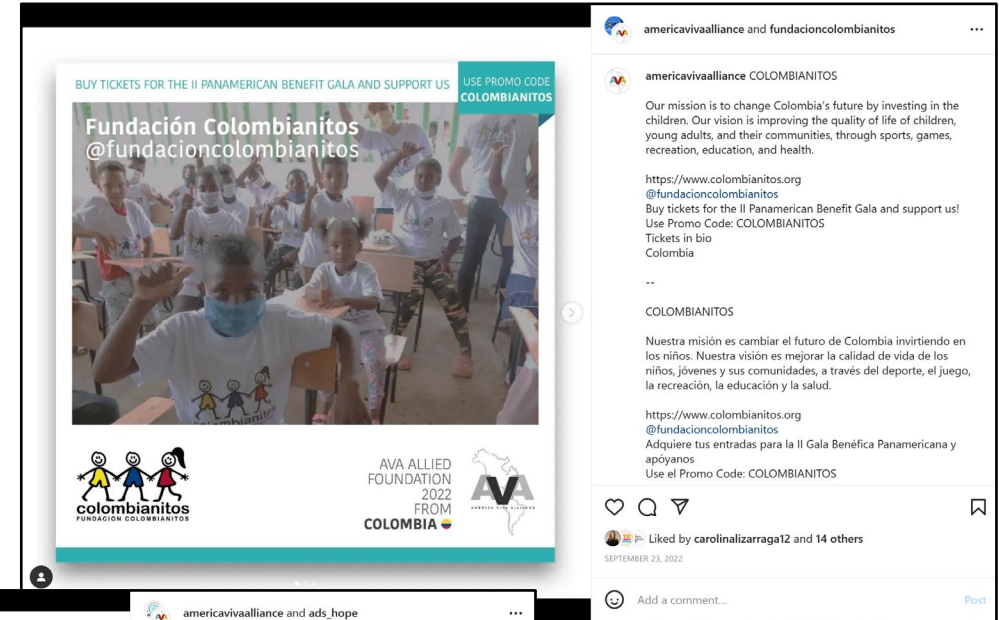 BUY TICKETS FOR THE II PANAMERICAN BENEFIT GALA AND SUPPORT US
USE PROMO CODE
COLOMBIANITOS
Fundación Colombianitos
@fundacioncolombianitos
colombianitos
colombianitos
FUNDACIÓN COLOMBIANITOS
AVA ALLIED
FOUNDATION
2022
FROM
COLOMBIA
AVA
AMÉRICA VIVA ALLIANCE
americavivaalliance and fundacioncolombianitos
americavivaalliance COLOMBIANITOS
Our mission is to change Colombia's future by investing in the
children. Our vision is improving the quality of life of children,
young adults, and their communities, through sports, games,
recreation, education, and health.
https://www.colombianitos.org
@fundacioncolombianitos
Buy tickets for the II Panamerican Benefit Gala and support us!
Use Promo Code: COLOMBIANITOS
Tickets in bio
Colombia
--
COLOMBIANITOS
Nuestra misión es cambiar el futuro de Colombia invirtiendo en
los niños. Nuestra visión es mejorar la calidad de vida de los
niños, jóvenes y sus comunidades, a través del deporte, el juego,
la recreación, la educación y la salud.
https://www.colombianitos.org
@fundacioncolombianitos
Adquiere tus entradas para la II Gala Benéfica Panamericana y
apóyanos
Use el Promo Code: COLOMBIANITOS
Liked by carolinalizarraga12 and 14 others
SEPTEMBER 23, 2022
Add a comment...
Post
americavivaalliance and ads_hope